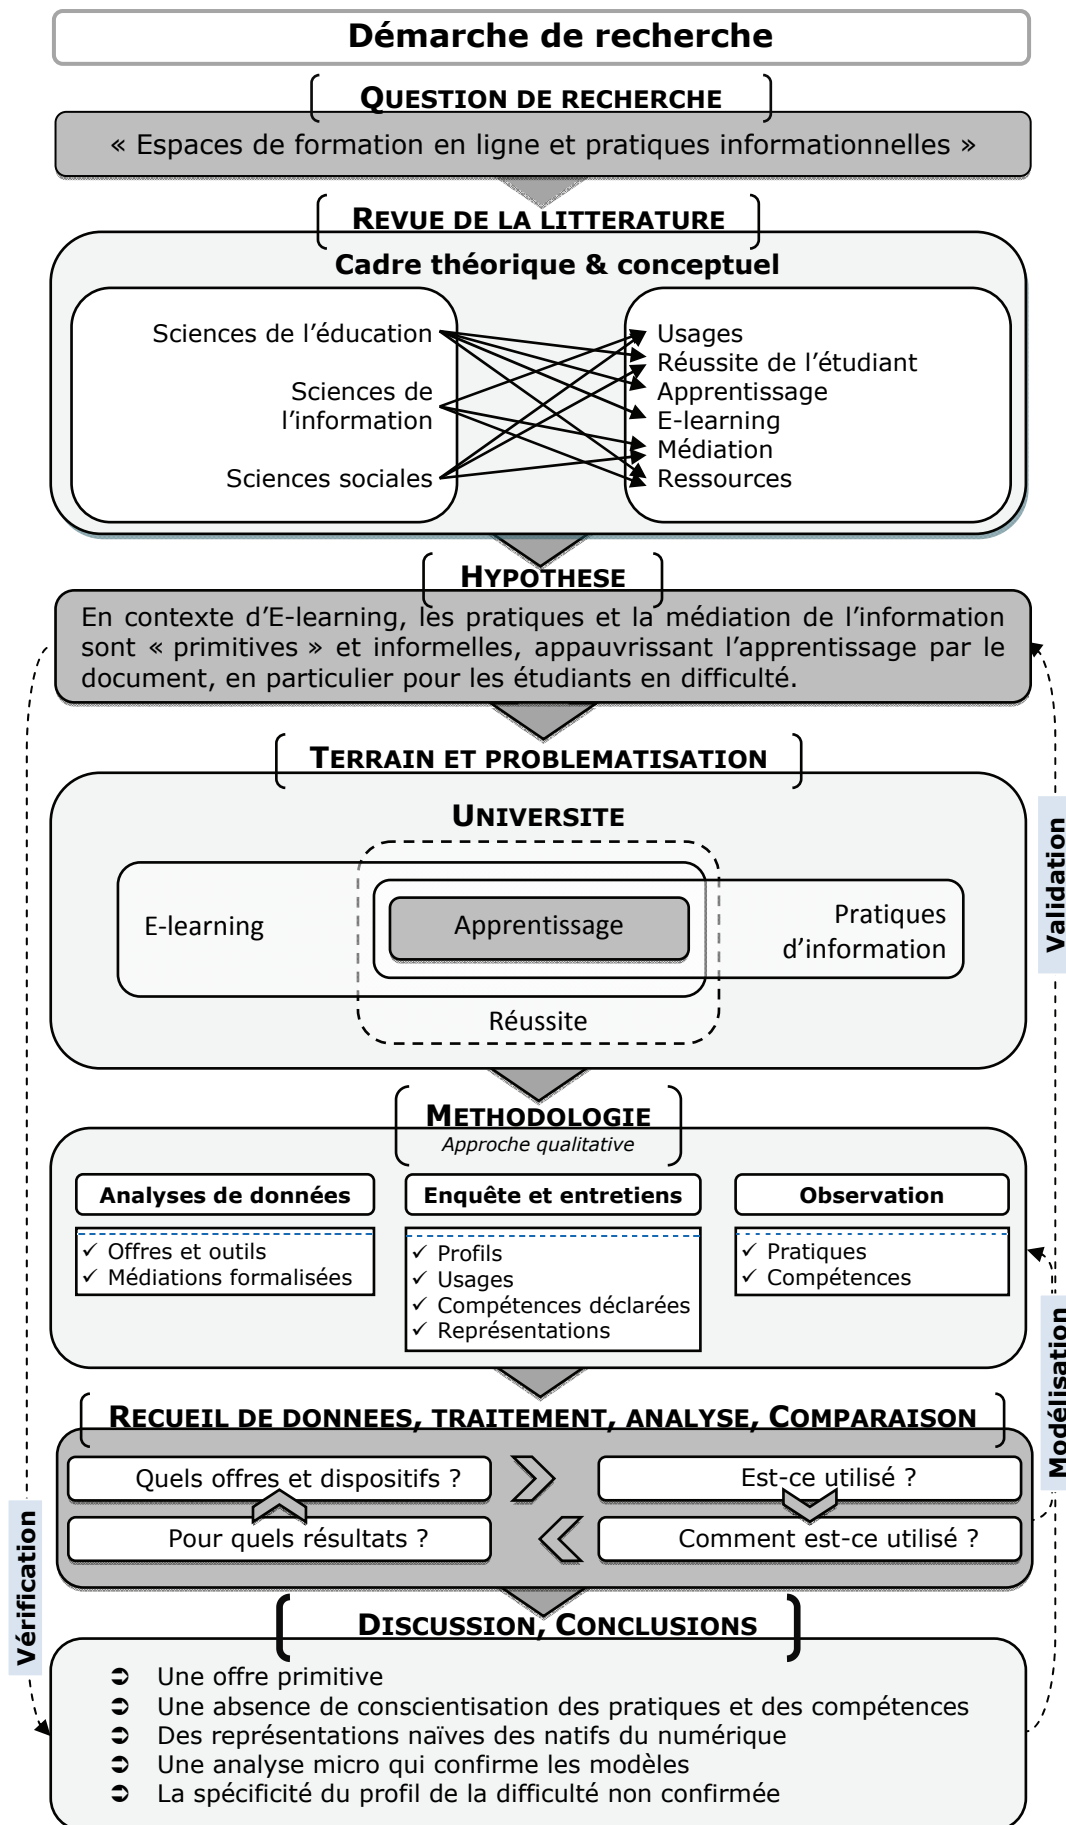 Démarche de recherche
QUESTION DE RECHERCHE
« Espaces de formation en ligne et pratiques informationnelles »
REVUE DE LA LITTERATURE
Cadre théorique & conceptuel
Sciences de l’éducation
Sciences de
l’information
Sciences sociales
Usages
Réussite de l’étudiant
Apprentissage
E-learning
Médiation
Ressources
HYPOTHESE
En contexte d’E-learning, les pratiques et la médiation de l’information
sont « primitives » et informelles, appauvrissant l’apprentissage par le
document, en particulier pour les étudiants en difficulté.
TERRAIN ET PROBLEMATISATION
UNIVERSITE
E-learning
Apprentissage
Pratiques
d’information
Réussite
METHODOLOGIE
Approche qualitative
Analyses de données
✓ Offres et outils
✓ Médiations formalisées
Enquête et entretiens
✓ Profils
✓ Usages
✓ Compétences déclarées
✓ Représentations
Observation
✓ Pratiques
✓ Compétences
RECUEIL DE DONNEES, TRAITEMENT, ANALYSE, COMPARAISON
Quels offres et dispositifs ?
Est-ce utilisé ?
Pour quels résultats ?
Comment est-ce utilisé ?
DISCUSSION, CONCLUSIONS
➲ Une offre primitive
➲ Une absence de conscientisation des pratiques et des compétences
➲ Des représentations naïves des natifs du numérique
➲ Une analyse micro qui confirme les modèles
➲ La spécificité du profil de la difficulté non confirmée
Vérification
Validation
Modélisation